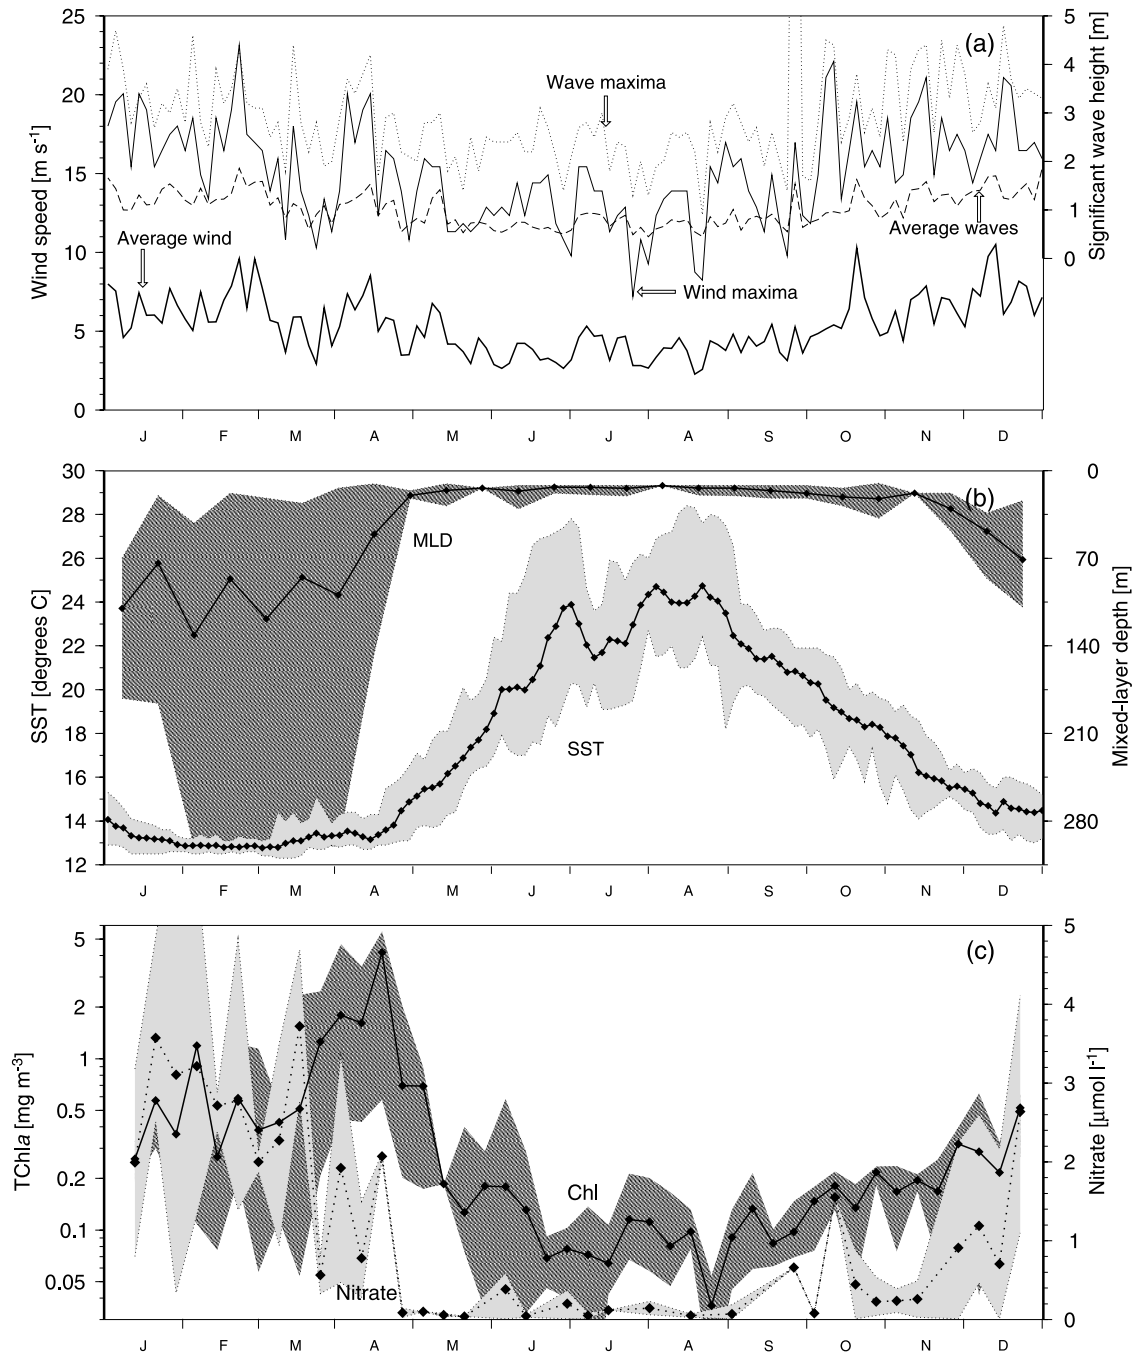 25
20
15
10
5
0
Wind speed [m s-1]
5
4
3
2
1
0
Significant wave height [m]
(a)
Wave maxima
Average wind
Average waves
Wind maxima
J F M A M J J A S O N D
30
28
26
24
22
20
18
16
14
12
SST [degrees C]
0
70
140
210
280
Mixed-layer depth [m]
(b)
MLD
SST
J F M A M J J A S O N D
5
2
1
0.5
0.2
0.1
0.05
TChla [mg m-3]
5
4
3
2
1
0
Nitrate [µmol l-1]
(c)
Chl
Nitrate
J F M A M J J A S O N D